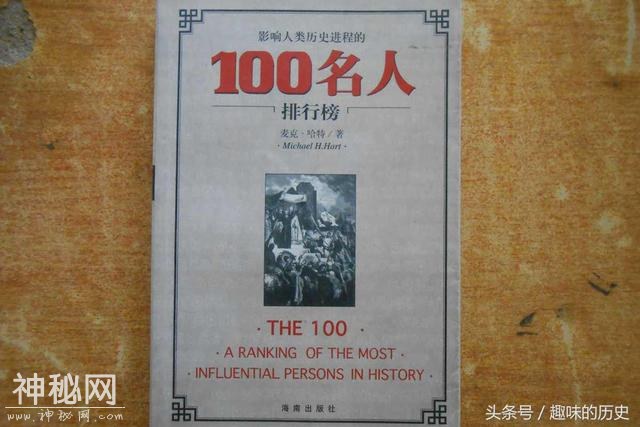 影响人类历史进程的
100名人
排行榜
麦克·哈特/著
·Michael H.Hart·
·THE 100·
·A RANKING OF THE MOST·
·INFLUENTIAL PERSONS IN HISTORY·
海南出版社
神秘网
www.神秘网.com
头条号/趣味的历史